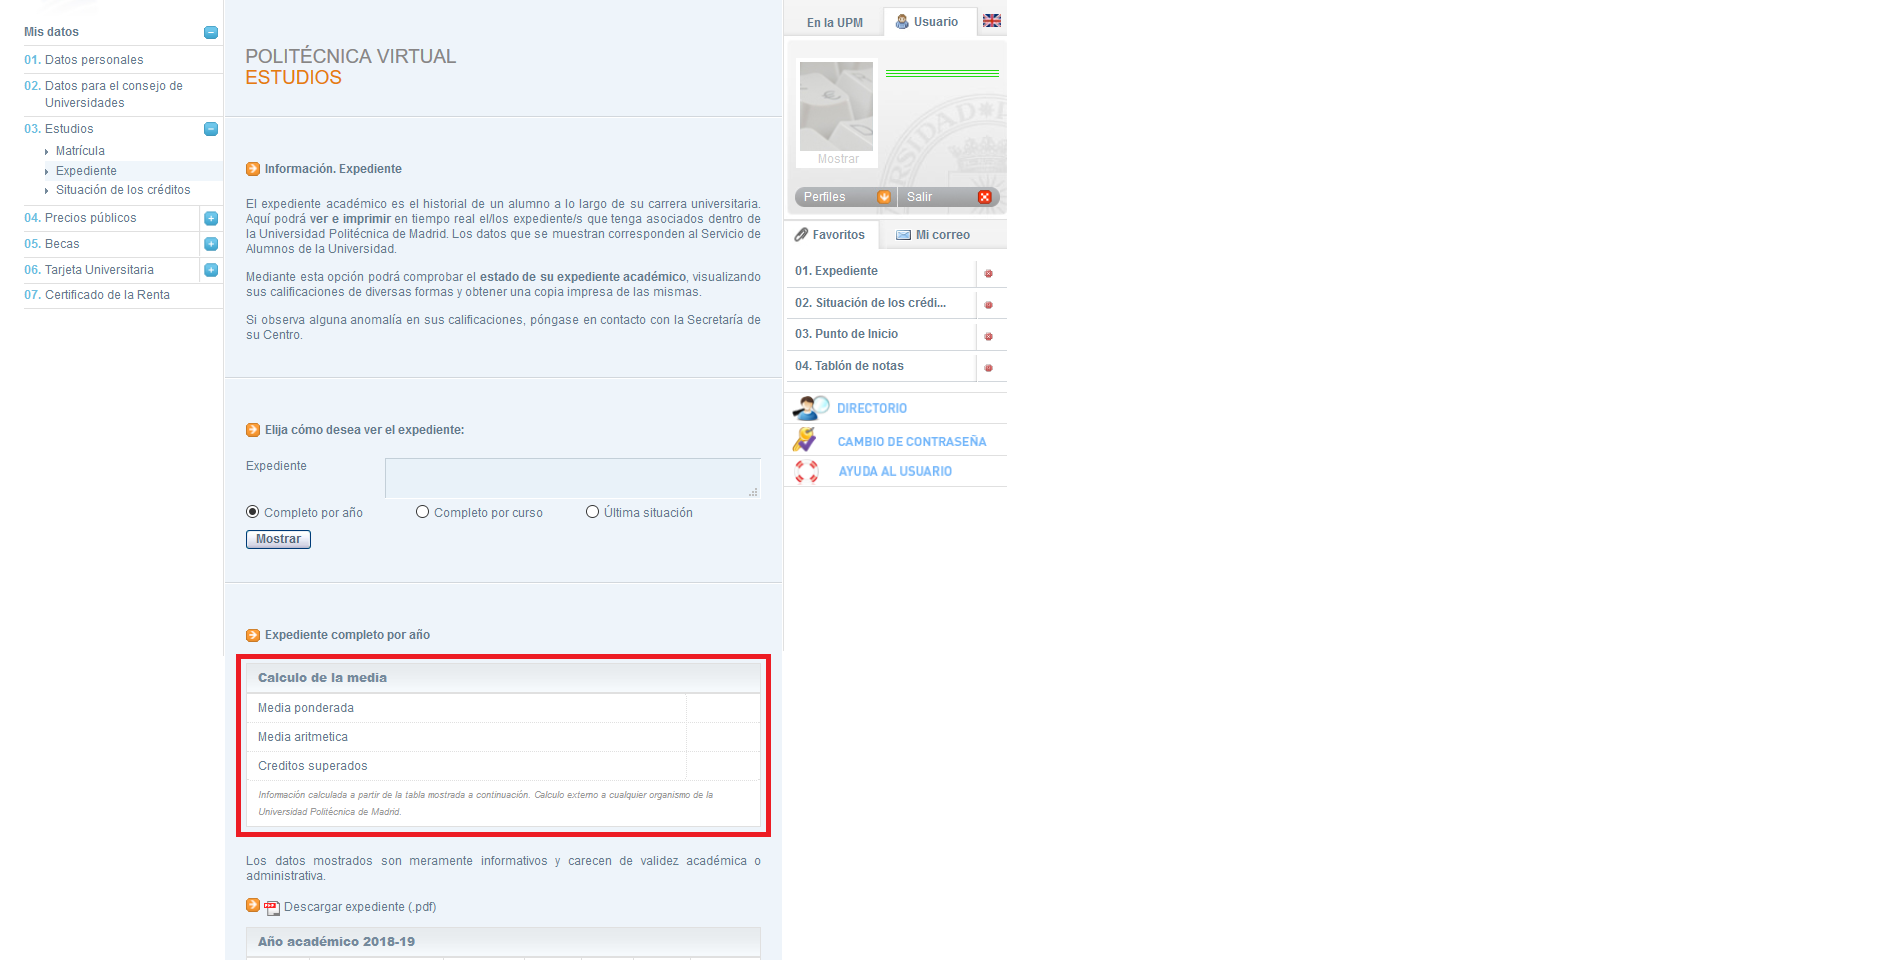 Mis datos
01. Datos personales
02. Datos para el consejo de
Universidades
03. Estudios
Matrícula
Expediente
Situación de los créditos
04. Precios públicos
05. Becas
06. Tarjeta Universitaria
07. Certificado de la Renta
POLITÉCNICA VIRTUAL
ESTUDIOS
Información. Expediente
El expediente académico es el historial de un alumno a lo largo de su carrera universitaria.
Aquí podrá ver e imprimir en tiempo real el/los expediente/s que tenga asociados dentro de
la Universidad Politécnica de Madrid. Los datos que se muestran corresponden al Servicio de
Alumnos de la Universidad.
Mediante esta opción podrá comprobar el estado de su expediente académico, visualizando
sus calificaciones de diversas formas y obtener una copia impresa de las mismas.
Si observa alguna anomalía en sus calificaciones, póngase en contacto con la Secretaría de
su Centro.
Elija cómo desea ver el expediente:
Expediente
Completo por año Completo por curso Última situación
Mostrar
Expediente completo por año
Calculo de la media
Media ponderada
Media aritmetica
Creditos superados
Información calculada a partir de la tabla mostrada a continuación. Calculo externo a cualquier organismo de la
Universidad Politécnica de Madrid.
Los datos mostrados son meramente informativos y carecen de validez académica o
administrativa.
Descargar expediente (.pdf)
Año académico 2018-19
En la UPM Usuario
Mostrar
Perfiles Salir
Favoritos Mi correo
01. Expediente
02. Situación de los crédi...
03. Punto de Inicio
04. Tablón de notas
DIRECTORIO
CAMBIO DE CONTRASEÑA
AYUDA AL USUARIO